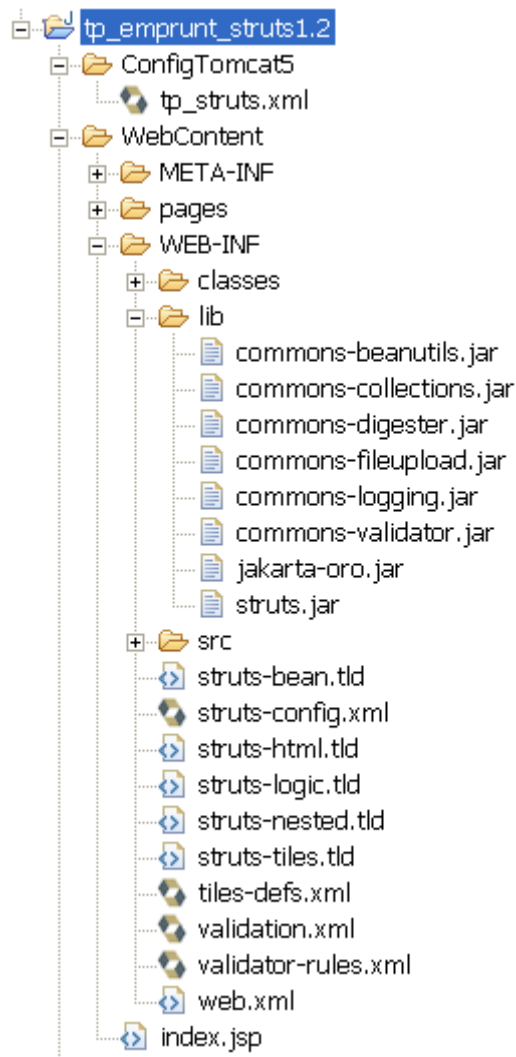 tp_emprunt_struts1.2
ConfigTomcat5
tp_struts.xml
WebContent
META-INF
pages
WEB-INF
classes
lib
commons-beanutils.jar
commons-collections.jar
commons-digester.jar
commons-fileupload.jar
commons-logging.jar
commons-validator.jar
jakarta-oro.jar
struts.jar
src
struts-bean.tld
struts-config.xml
struts-html.tld
struts-logic.tld
struts-nested.tld
struts-tiles.tld
tiles-defs.xml
validation.xml
validator-rules.xml
web.xml
index.jsp